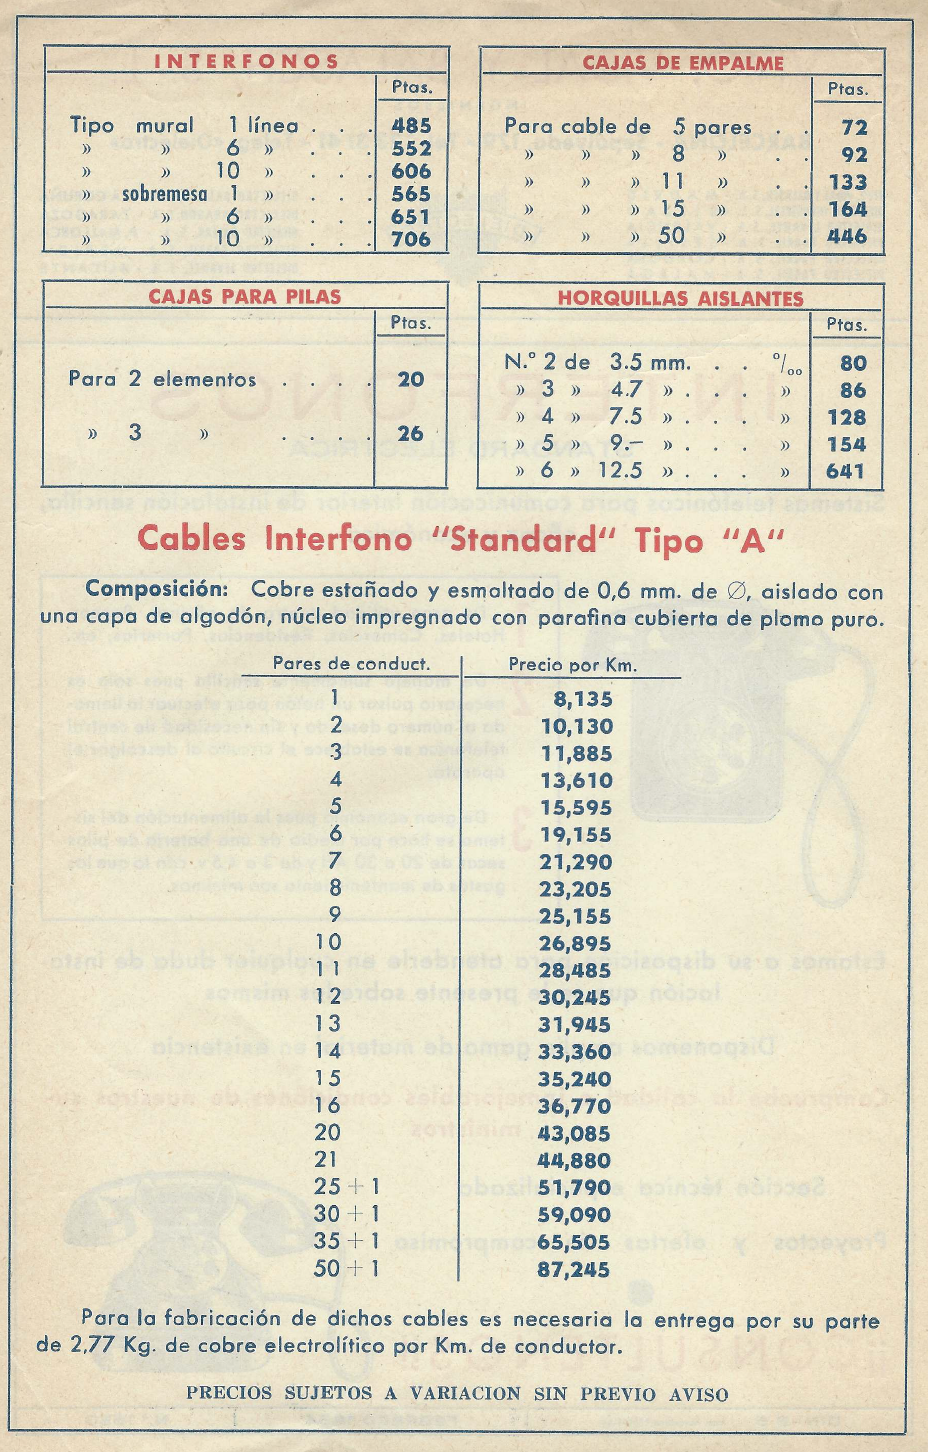 INTERFONOS
Ptas.
Tipo mural 1 línea . . . 485
» » 6 » . . . 552
» » 10 » . . . 606
» sobremesa 1 » . . . 565
» » 6 » . . . 651
» » 10 » . . . 706
CAJAS DE EMPALME
Ptas.
Para cable de 5 pares . . 72
» » » 8 » . . 92
» » » 11 » . . 133
» » » 15 » . . 164
» » » 50 » . . 446
CAJAS PARA PILAS
Ptas.
Para 2 elementos . . . . 20
» 3 » . . . . 26
HORQUILLAS AISLANTES
Ptas.
N.º 2 de 3.5 mm. . . º/₀₀ 80
» 3 » 4.7 » . . . » 86
» 4 » 7.5 » . . . » 128
» 5 » 9.– » . . . » 154
» 6 » 12.5 » . . . » 641
Cables Interfono "Standard" Tipo "A"
Composición: Cobre estañado y esmaltado de 0,6 mm. de ∅, aislado con
una capa de algodón, núcleo impregnado con parafina cubierta de plomo puro.
Pares de conduct. Precio por Km.
1 8,135
2 10,130
3 11,885
4 13,610
5 15,595
6 19,155
7 21,290
8 23,205
9 25,155
10 26,895
11 28,485
12 30,245
13 31,945
14 33,360
15 35,240
16 36,770
20 43,085
21 44,880
25 + 1 51,790
30 + 1 59,090
35 + 1 65,505
50 + 1 87,245
Para la fabricación de dichos cables es necesaria la entrega por su parte
de 2,77 Kg. de cobre electrolítico por Km. de conductor.
PRECIOS SUJETOS A VARIACION SIN PREVIO AVISO